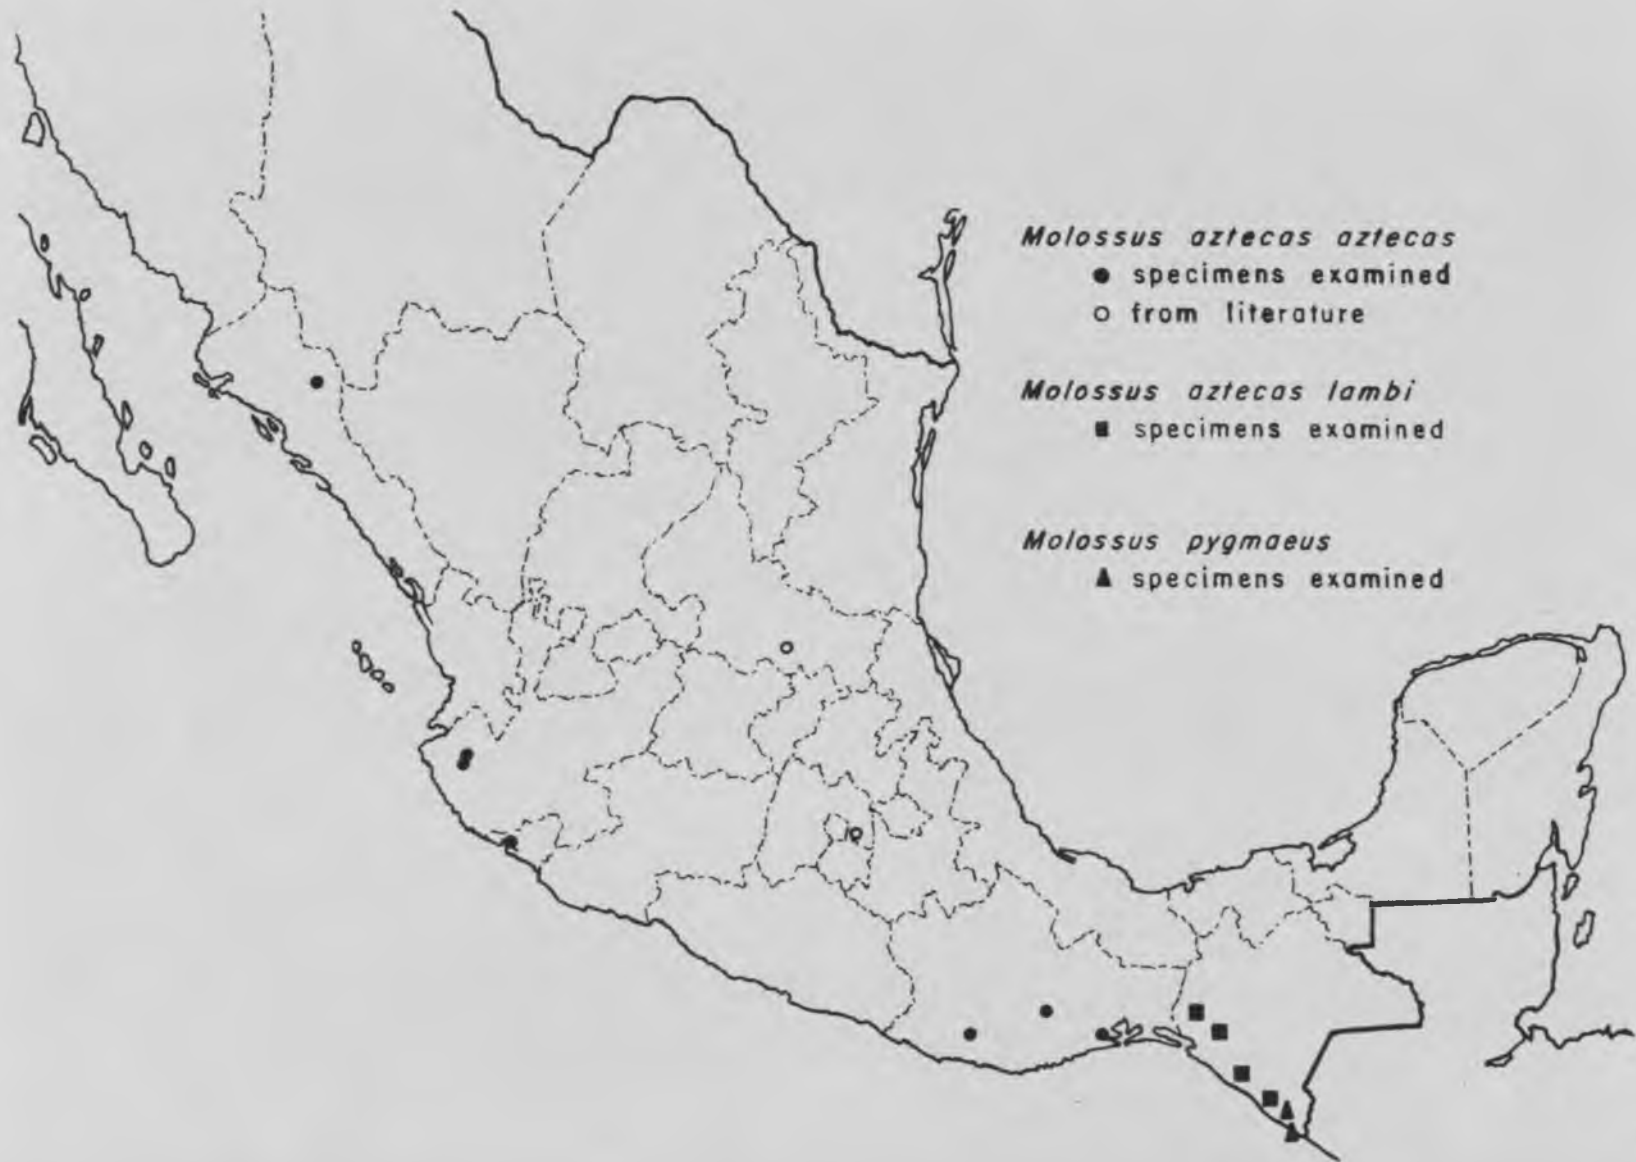 Molossus aztecas aztecas
● specimens examined
○ from literature
Molossus aztecas lambi
■ specimens examined
Molossus pygmaeus
▲ specimens examined